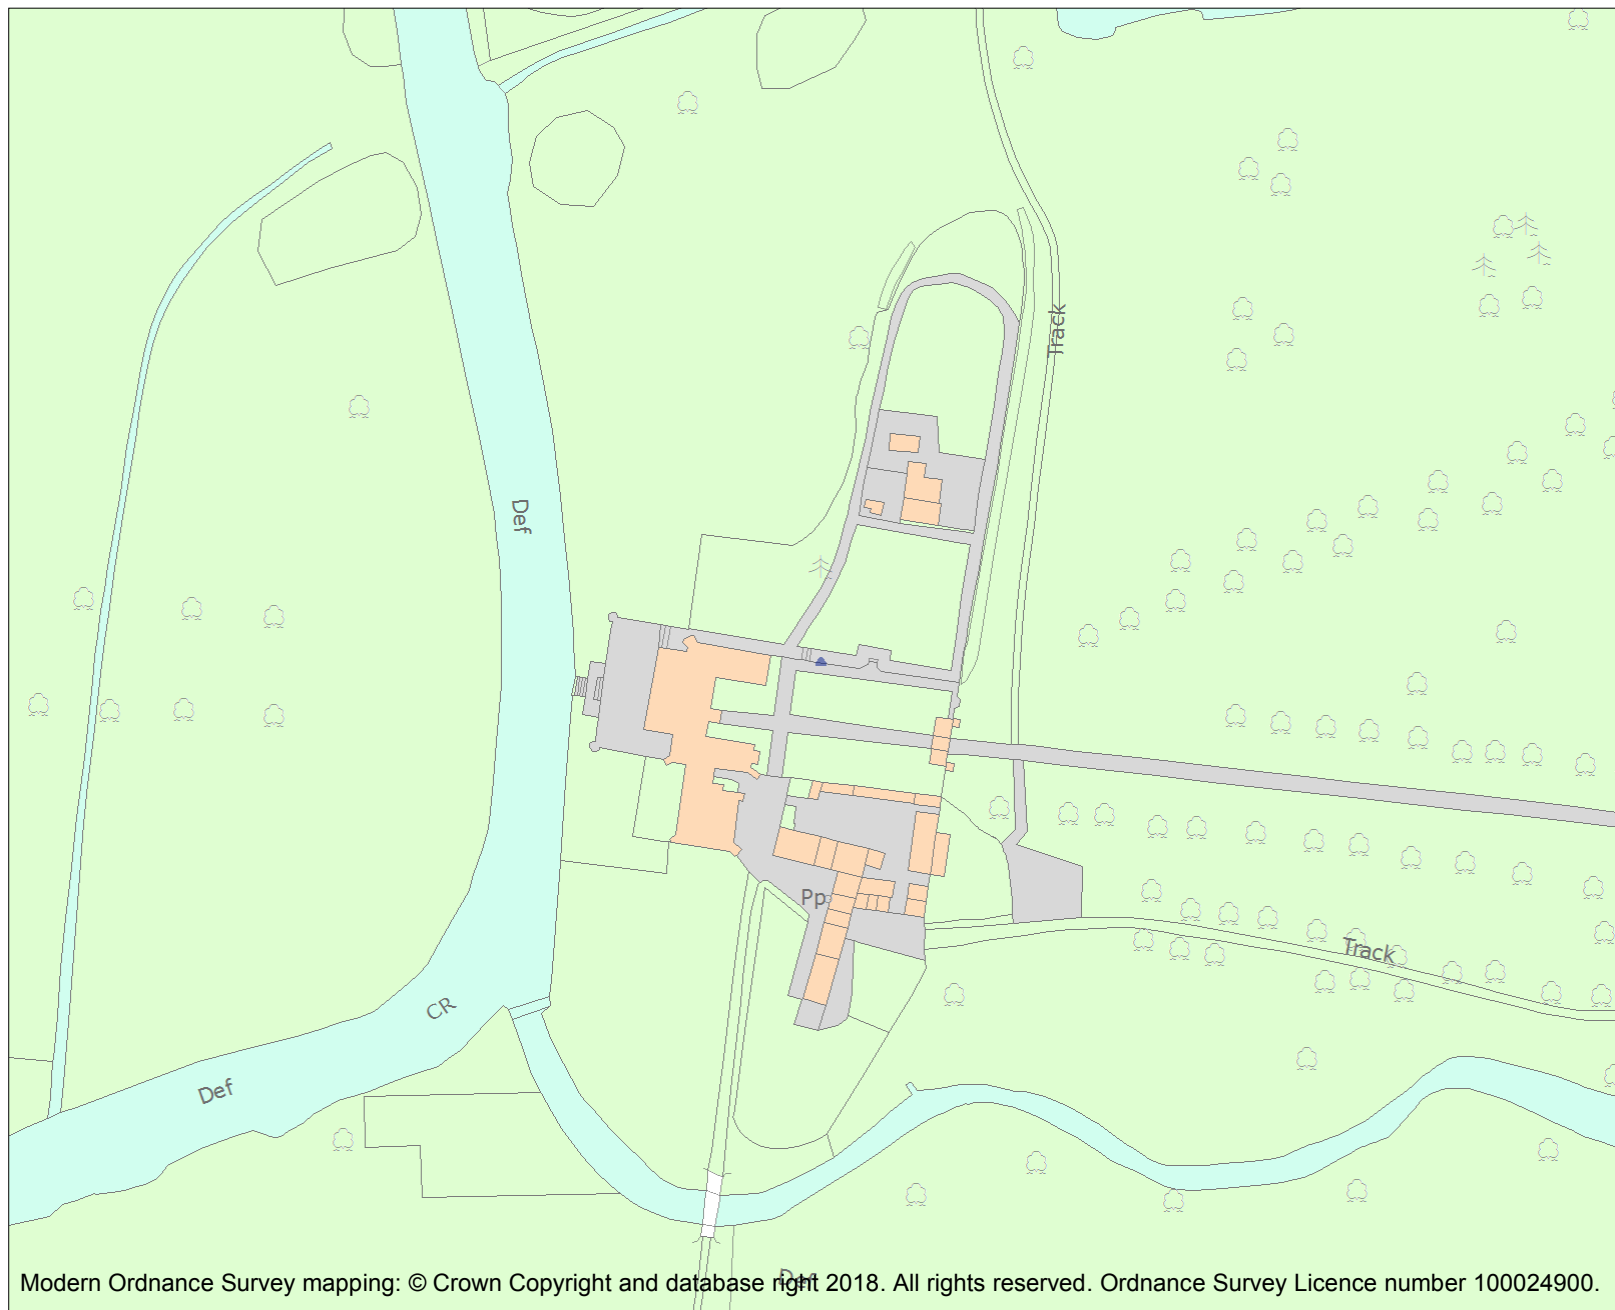 Track
Def
Pp
Track
CR
Def
Def
Modern Ordnance Survey mapping: © Crown Copyright and database right 2018. All rights reserved. Ordnance Survey Licence number 100024900.